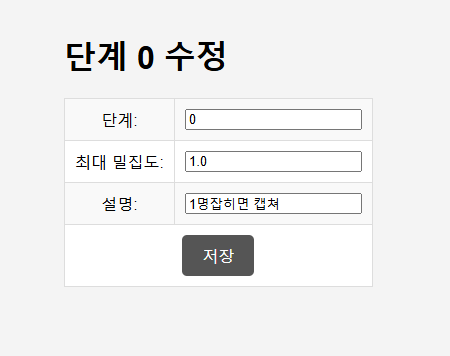 단계 0 수정
단계: 0
최대 밀집도: 1.0
설명: 1명잡히면 캡쳐
저장